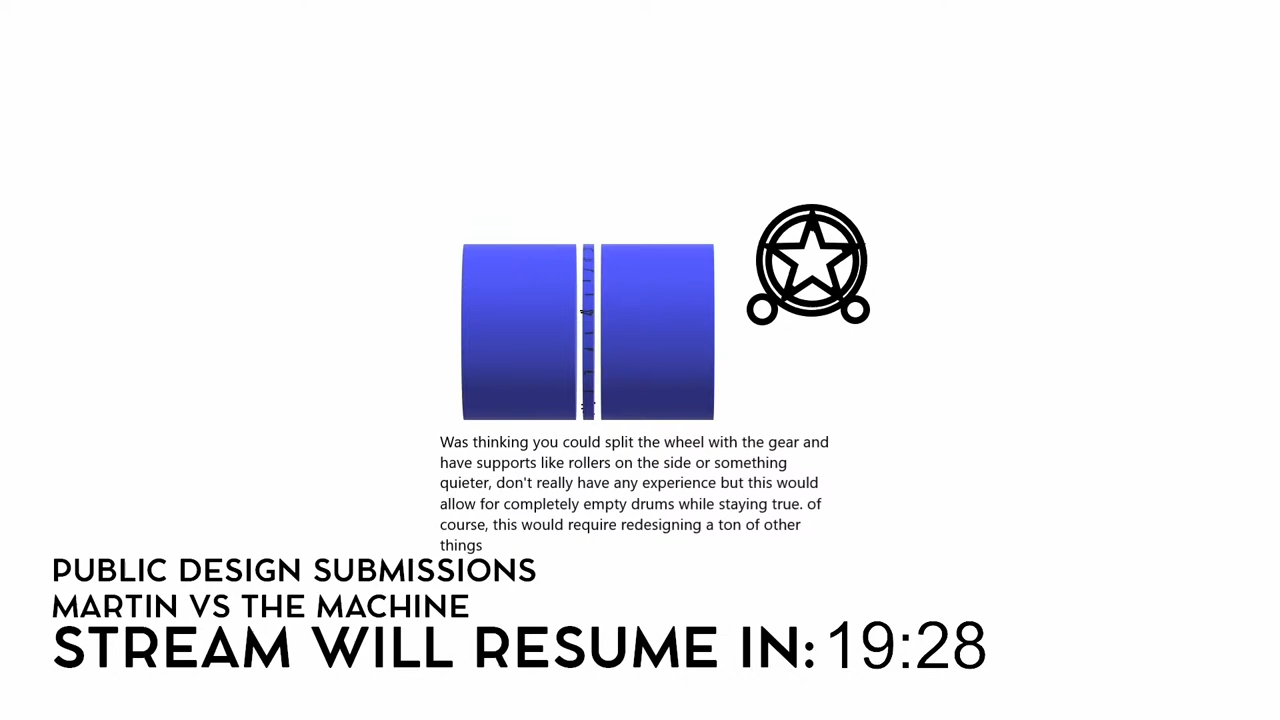 Was thinking you could split the wheel with the gear and
have supports like rollers on the side or something
quieter, don't really have any experience but this would
allow for completely empty drums while staying true. of
course, this would require redesigning a ton of other
things
PUBLIC DESIGN SUBMISSIONS
MARTIN VS THE MACHINE
STREAM WILL RESUME IN: 19:28